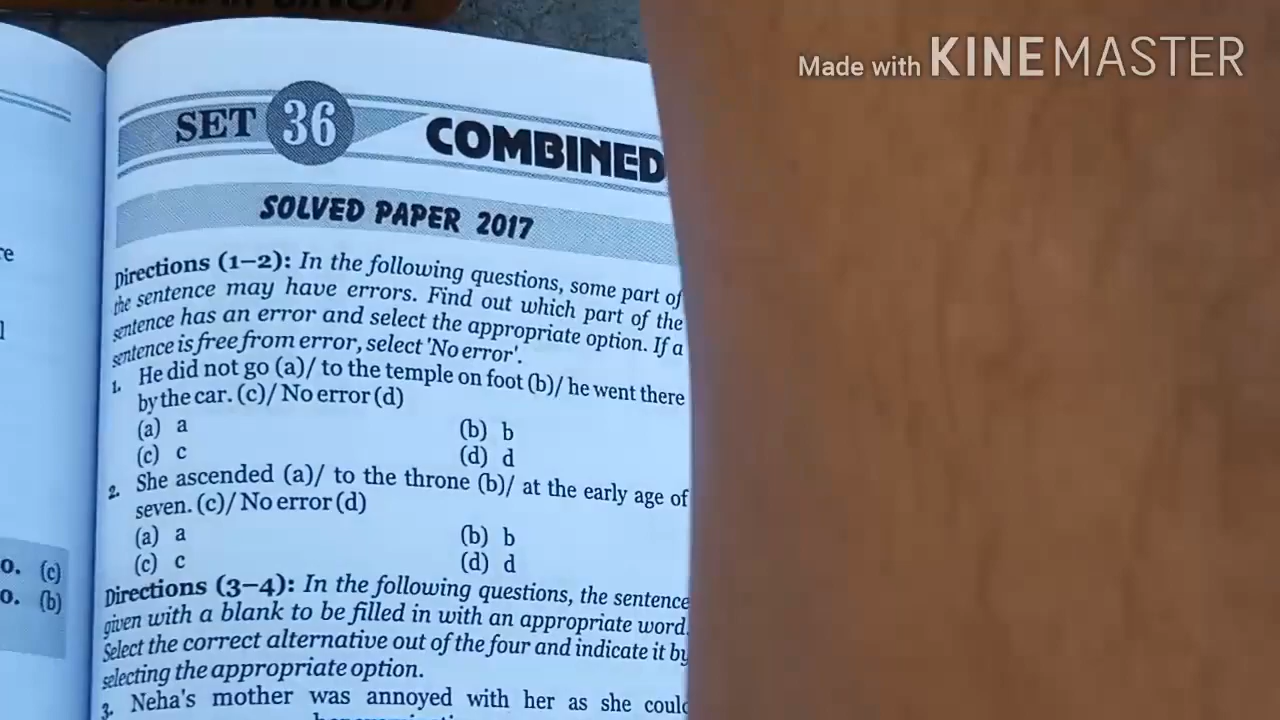 Made with KINEMASTER
SET 36 COMBINED
SOLVED PAPER 2017
Directions (1–2): In the following questions, some part of
the sentence may have errors. Find out which part of the
sentence has an error and select the appropriate option. If a
sentence is free from error, select 'No error'.
1. He did not go (a)/ to the temple on foot (b)/ he went there
by the car. (c)/ No error (d)
(a) a (b) b
(c) c (d) d
2. She ascended (a)/ to the throne (b)/ at the early age of
seven. (c)/ No error (d)
(a) a (b) b
(c) c (d) d
Directions (3–4): In the following questions, the sentence
given with a blank to be filled in with an appropriate word.
Select the correct alternative out of the four and indicate it by
selecting the appropriate option.
3. Neha's mother was annoyed with her as she could
0. (c)
0. (b)